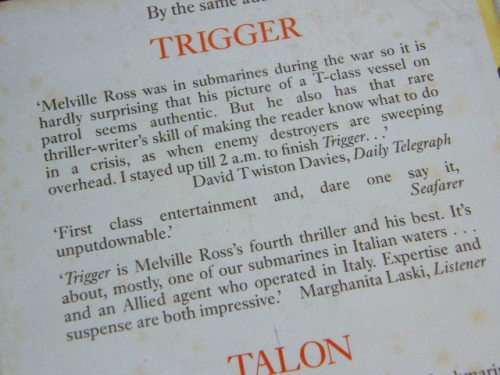 By the same
TRIGGER
'Melville Ross was in submarines during the war so it is
hardly surprising that his picture of a T-class vessel on
patrol seems authentic. But he also has that rare
thriller-writer's skill of making the reader know what to do
in a crisis, as when enemy destroyers are sweeping
overhead. I stayed up till 2 a.m. to finish Trigger. . .'
David Twiston Davies, Daily Telegraph
'First class entertainment and, dare one say it,
unputdownable.'
Seafarer
'Trigger is Melville Ross's fourth thriller and his best. It's
about, mostly, one of our submarines in Italian waters . . .
and an Allied agent who operated in Italy. Expertise and
suspense are both impressive.' Marghanita Laski, Listener
TALON